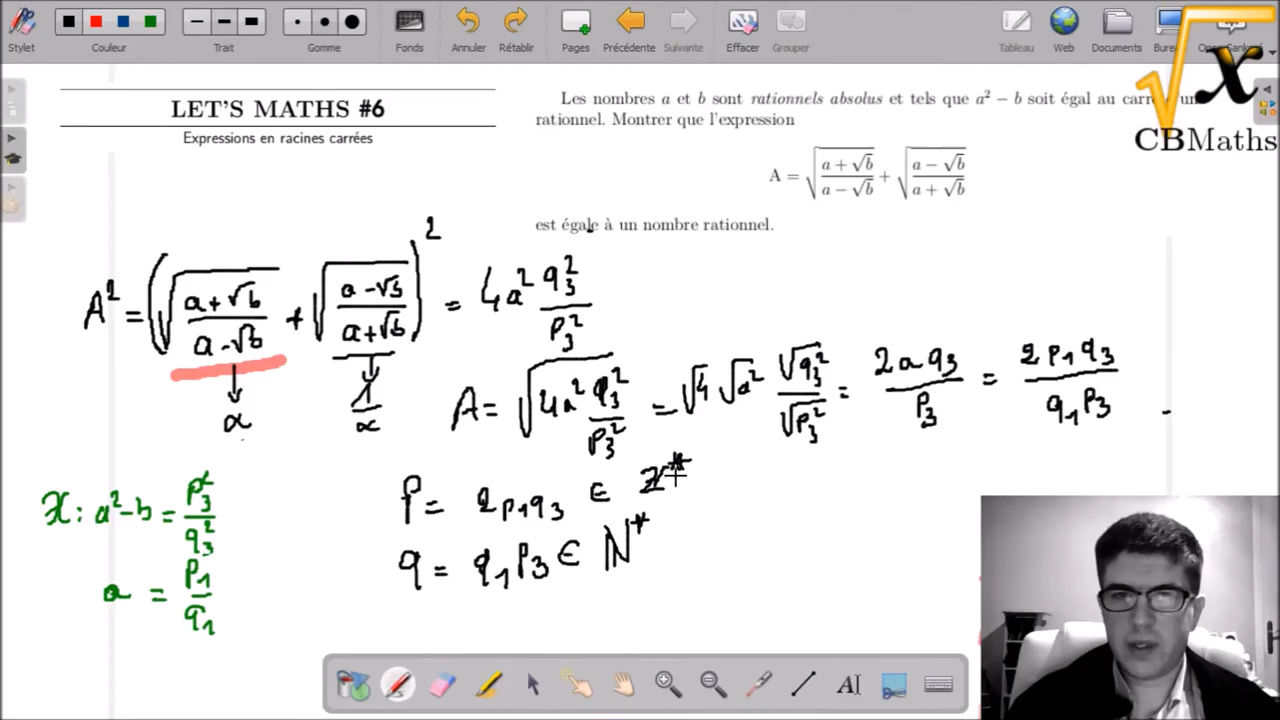 Stylet Couleur Trait Gomme Fonds Annuler Rétablir Pages Précédente Suivante Effacer Grouper Tableau Web Documents
LET'S MATHS #6
Expressions en racines carrées
Les nombres a et b sont rationnels absolus et tels que a² − b soit égal au carré d'un
rationnel. Montrer que l'expression
A = √((a + √b)/(a − √b)) + √((a − √b)/(a + √b))
est égale à un nombre rationnel.
√x
CBMaths
A² = (√((a+√b)/(a−√b)) + √((a−√b)/(a+√b)))² = 4a² q₃²/p₃²
α 1/α
A = √(4a² q₃²/p₃²) = √4 √a² √q₃²/√p₃² = 2a q₃/p₃ = 2p₁q₃/q₁p₃
H: a²−b = p₃²/q₃²
a = p₁/q₁
p = 2p₁q₃ ∈ Z*
q = q₁p₃ ∈ N*
AI